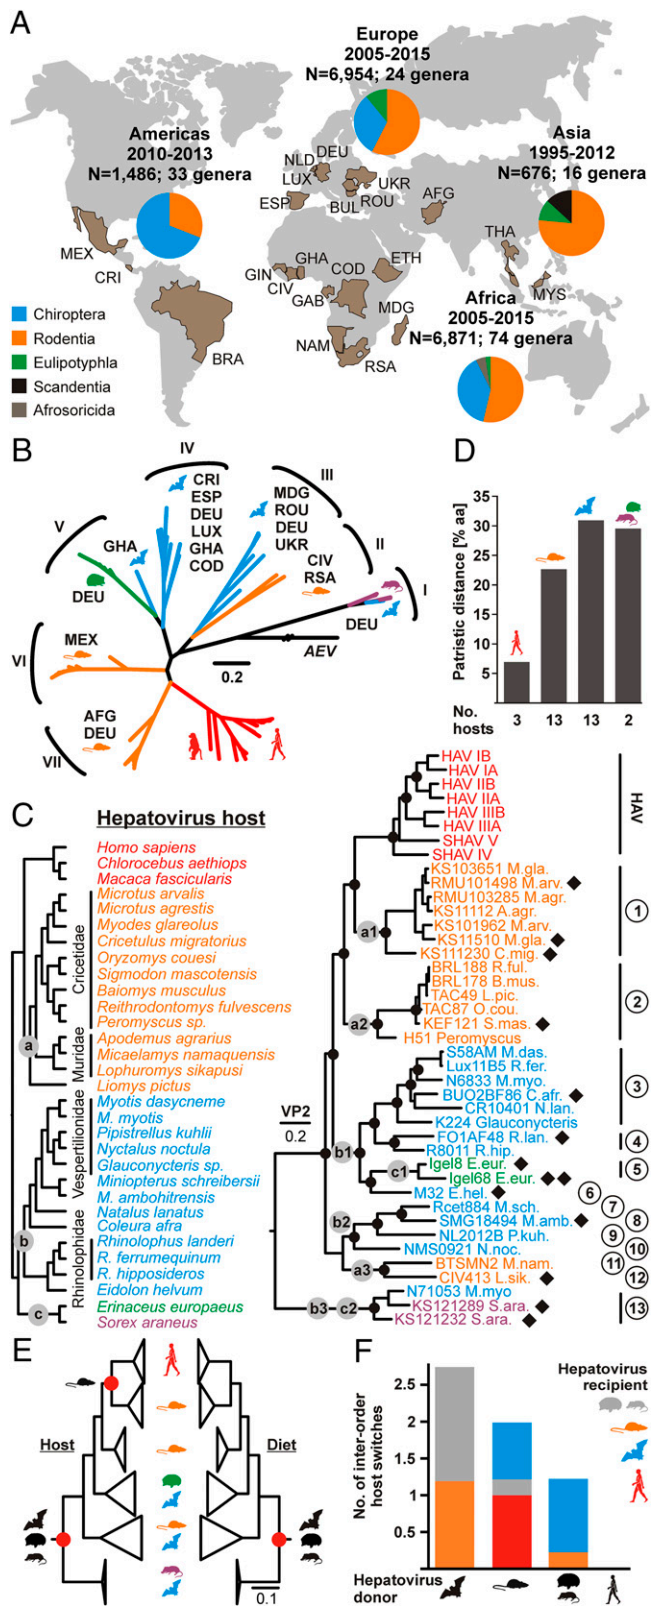 A
Europe
2005-2015
N=6,954; 24 genera
Americas
2010-2013
N=1,486; 33 genera
Asia
1995-2012
N=676; 16 genera
NLD
DEU
LUX
UKR
ESP
ROU
BUL
AFG
MEX
THA
CRI
GHA
COD
ETH
GIN
CIV
GAB
MYS
MDG
Africa
2005-2015
N=6,871; 74 genera
NAM
RSA
BRA
Chiroptera
Rodentia
Eulipotyphla
Scandentia
Afrosoricida
B
IV
CRI
ESP
DEU
LUX
GHA
COD
III
MDG
ROU
DEU
UKR
V
GHA
II
CIV
RSA
I
DEU
DEU
AEV
0.2
VI
MEX
AFG
DEU
VII
D
Patristic distance [% aa]
35
30
25
20
15
10
5
No.
hosts
3
13
13
2
C
Hepatovirus host
Homo sapiens
Chlorocebus aethiops
Macaca fascicularis
Microtus arvalis
Microtus agrestis
Myodes glareolus
Cricetulus migratorius
Oryzomys couesi
Sigmodon mascotensis
Baiomys musculus
Reithrodontomys fulvescens
Peromyscus sp.
Apodemus agrarius
Micaelamys namaquensis
Lophuromys sikapusi
Liomys pictus
Myotis dasycneme
M. myotis
Pipistrellus kuhlii
Nyctalus noctula
Glauconycteris sp.
Miniopterus schreibersii
M. ambohitrensis
Natalus lanatus
Coleura afra
Rhinolophus landeri
R. ferrumequinum
R. hipposideros
Eidolon helvum
Erinaceus europaeus
Sorex araneus
Cricetidae
Muridae
Vespertilionidae
Rhinolophidae
a
b
c
HAV IB
HAV IA
HAV IIB
HAV IIA
HAV IIIB
HAV IIIA
SHAV V
SHAV IV
HAV
KS103651 M.gla.
RMU101498 M.arv.
RMU103285 M.agr.
KS11112 A.agr.
KS101962 M.arv.
KS11510 M.gla.
KS111230 C.mig.
a1
1
BRL188 R.ful.
BRL178 B.mus.
TAC49 L.pic.
TAC87 O.cou.
KEF121 S.mas.
H51 Peromyscus
a2
2
S58AM M.das.
Lux11B5 R.fer.
N6833 M.myo.
BUO2BF86 C.afr.
CR10401 N.lan.
K224 Glauconycteris
3
VP2
0.2
FO1AF48 R.lan.
R8011 R.hip.
4
b1
Igel8 E.eur.
Igel68 E.eur.
c1
5
M32 E.hel.
6
Rcet884 M.sch.
7
SMG18494 M.amb.
8
b2
NL2012B P.kuh.
9
NMS0921 N.noc.
10
BTSMN2 M.nam.
11
a3
CIV413 L.sik.
12
N71053 M.myo
KS121289 S.ara.
KS121232 S.ara.
b3
c2
13
E
Host
Diet
0.1
F
No. of inter-order
host switches
2.5
2
1.5
1
0.5
Hepatovirus
recipient
Hepatovirus
donor